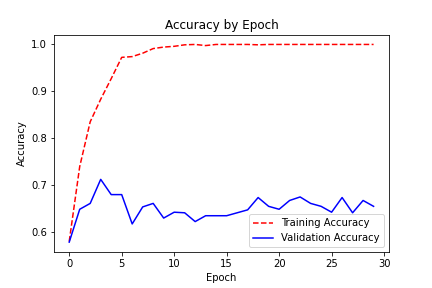 Accuracy by Epoch
1.0
0.9
0.8
0.7
0.6
Accuracy
Training Accuracy
Validation Accuracy
0 5 10 15 20 25 30
Epoch